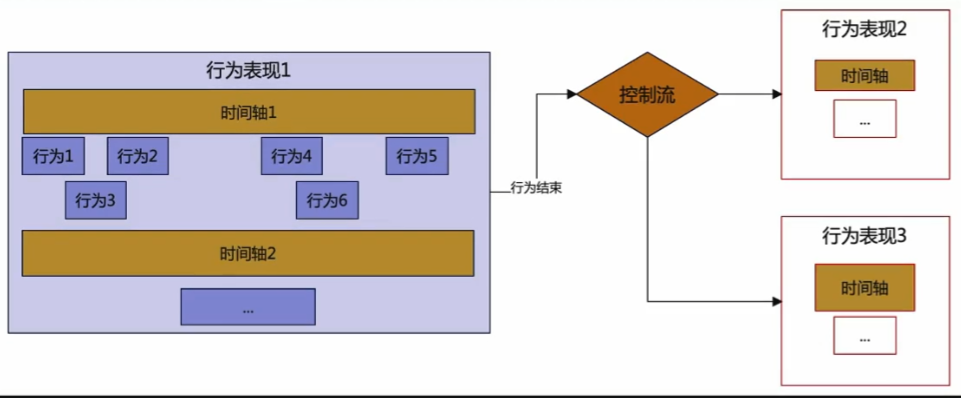 行为表现1
时间轴1
行为1
行为2
行为4
行为5
行为3
行为6
时间轴2
...
行为结束
控制流
行为表现2
时间轴
...
行为表现3
时间轴
...